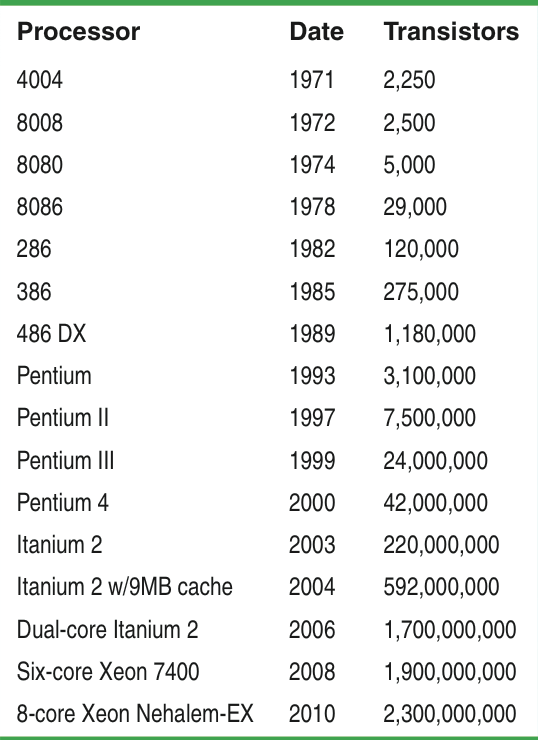 Processor Date Transistors
4004 1971 2,250
8008 1972 2,500
8080 1974 5,000
8086 1978 29,000
286 1982 120,000
386 1985 275,000
486 DX 1989 1,180,000
Pentium 1993 3,100,000
Pentium II 1997 7,500,000
Pentium III 1999 24,000,000
Pentium 4 2000 42,000,000
Itanium 2 2003 220,000,000
Itanium 2 w/9MB cache 2004 592,000,000
Dual-core Itanium 2 2006 1,700,000,000
Six-core Xeon 7400 2008 1,900,000,000
8-core Xeon Nehalem-EX 2010 2,300,000,000